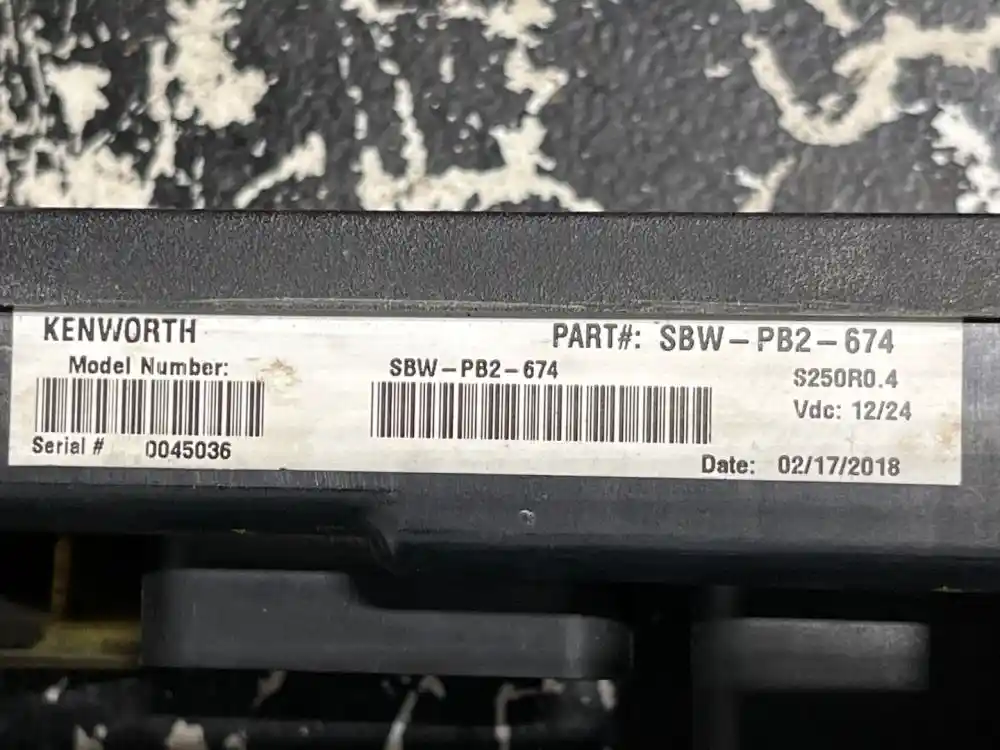 KENWORTH PART#: SBW-PB2-674
Model Number: SBW-PB2-674 S250R0.4
Vdc: 12/24
Serial # 0045036
Date: 02/17/2018